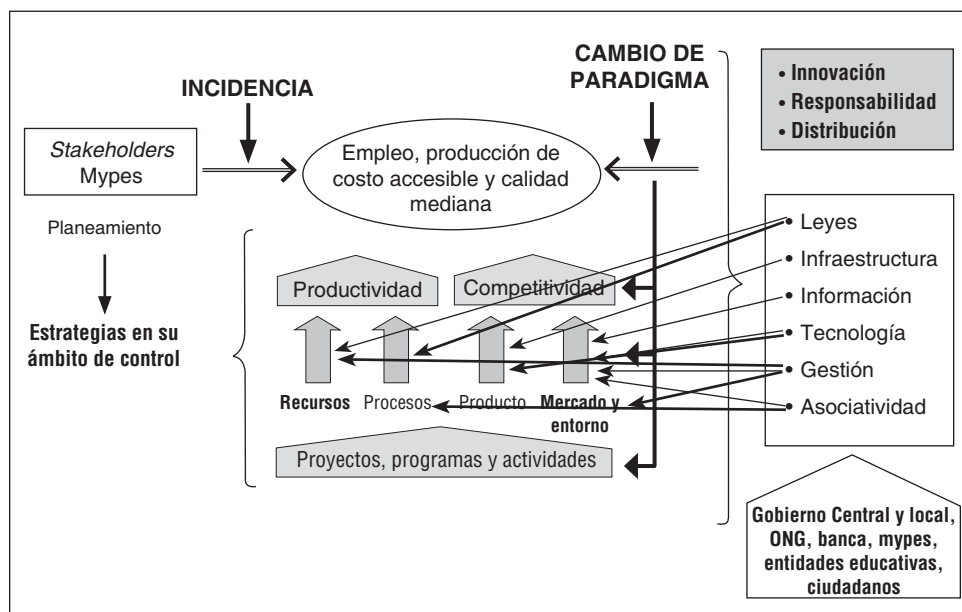 INCIDENCIA
CAMBIO DE
PARADIGMA
• Innovación
• Responsabilidad
• Distribución
Stakeholders
Mypes
Empleo, producción de
costo accesible y calidad
mediana
Planeamiento
Estrategias en su
ámbito de control
Productividad
Competitividad
Recursos
Procesos
Producto
Mercado y
entorno
Proyectos, programas y actividades
• Leyes
• Infraestructura
• Información
• Tecnología
• Gestión
• Asociatividad
Gobierno Central y local,
ONG, banca, mypes,
entidades educativas,
ciudadanos